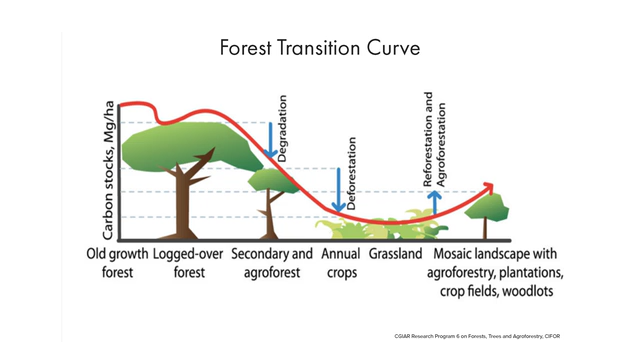 Forest Transition Curve
Carbon stocks, Mg/ha
Degradation
Deforestation
Reforestation and
Agroforestation
Old growth
forest
Logged-over
forest
Secondary and
agroforest
Annual
crops
Grassland
Mosaic landscape with
agroforestry, plantations,
crop fields, woodlots
CGIAR Research Program 6 on Forests, Trees and Agroforestry, CIFOR